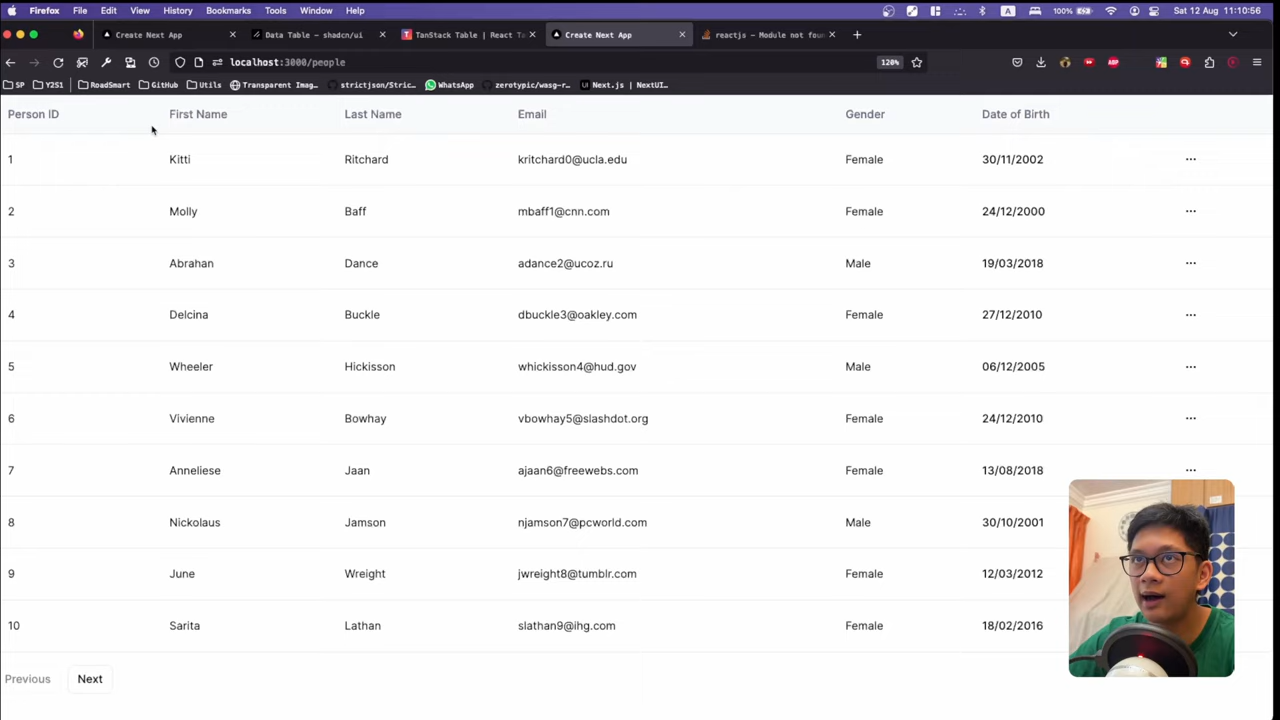 Firefox File Edit View History Bookmarks Tools Window Help A 100% Sat 12 Aug 11:10:56
Create Next App Data Table – shadcn/ui TanStack Table | React T Create Next App reactjs - Module not foun
localhost:3000/people 120%
SP Y2S1 RoadSmart GitHub Utils Transparent Imag... strictjson/Stric... WhatsApp zerotypic/wasg-r... Next.js | NextUI...
Person ID First Name Last Name Email Gender Date of Birth
1 Kitti Ritchard kritchard0@ucla.edu Female 30/11/2002 ...
2 Molly Baff mbaff1@cnn.com Female 24/12/2000 ...
3 Abrahan Dance adance2@ucoz.ru Male 19/03/2018 ...
4 Delcina Buckle dbuckle3@oakley.com Female 27/12/2010 ...
5 Wheeler Hickisson whickisson4@hud.gov Male 06/12/2005 ...
6 Vivienne Bowhay vbowhay5@slashdot.org Female 24/12/2010 ...
7 Anneliese Jaan ajaan6@freewebs.com Female 13/08/2018 ...
8 Nickolaus Jamson njamson7@pcworld.com Male 30/10/2001
9 June Wreight jwreight8@tumblr.com Female 12/03/2012
10 Sarita Lathan slathan9@ihg.com Female 18/02/2016
Previous Next